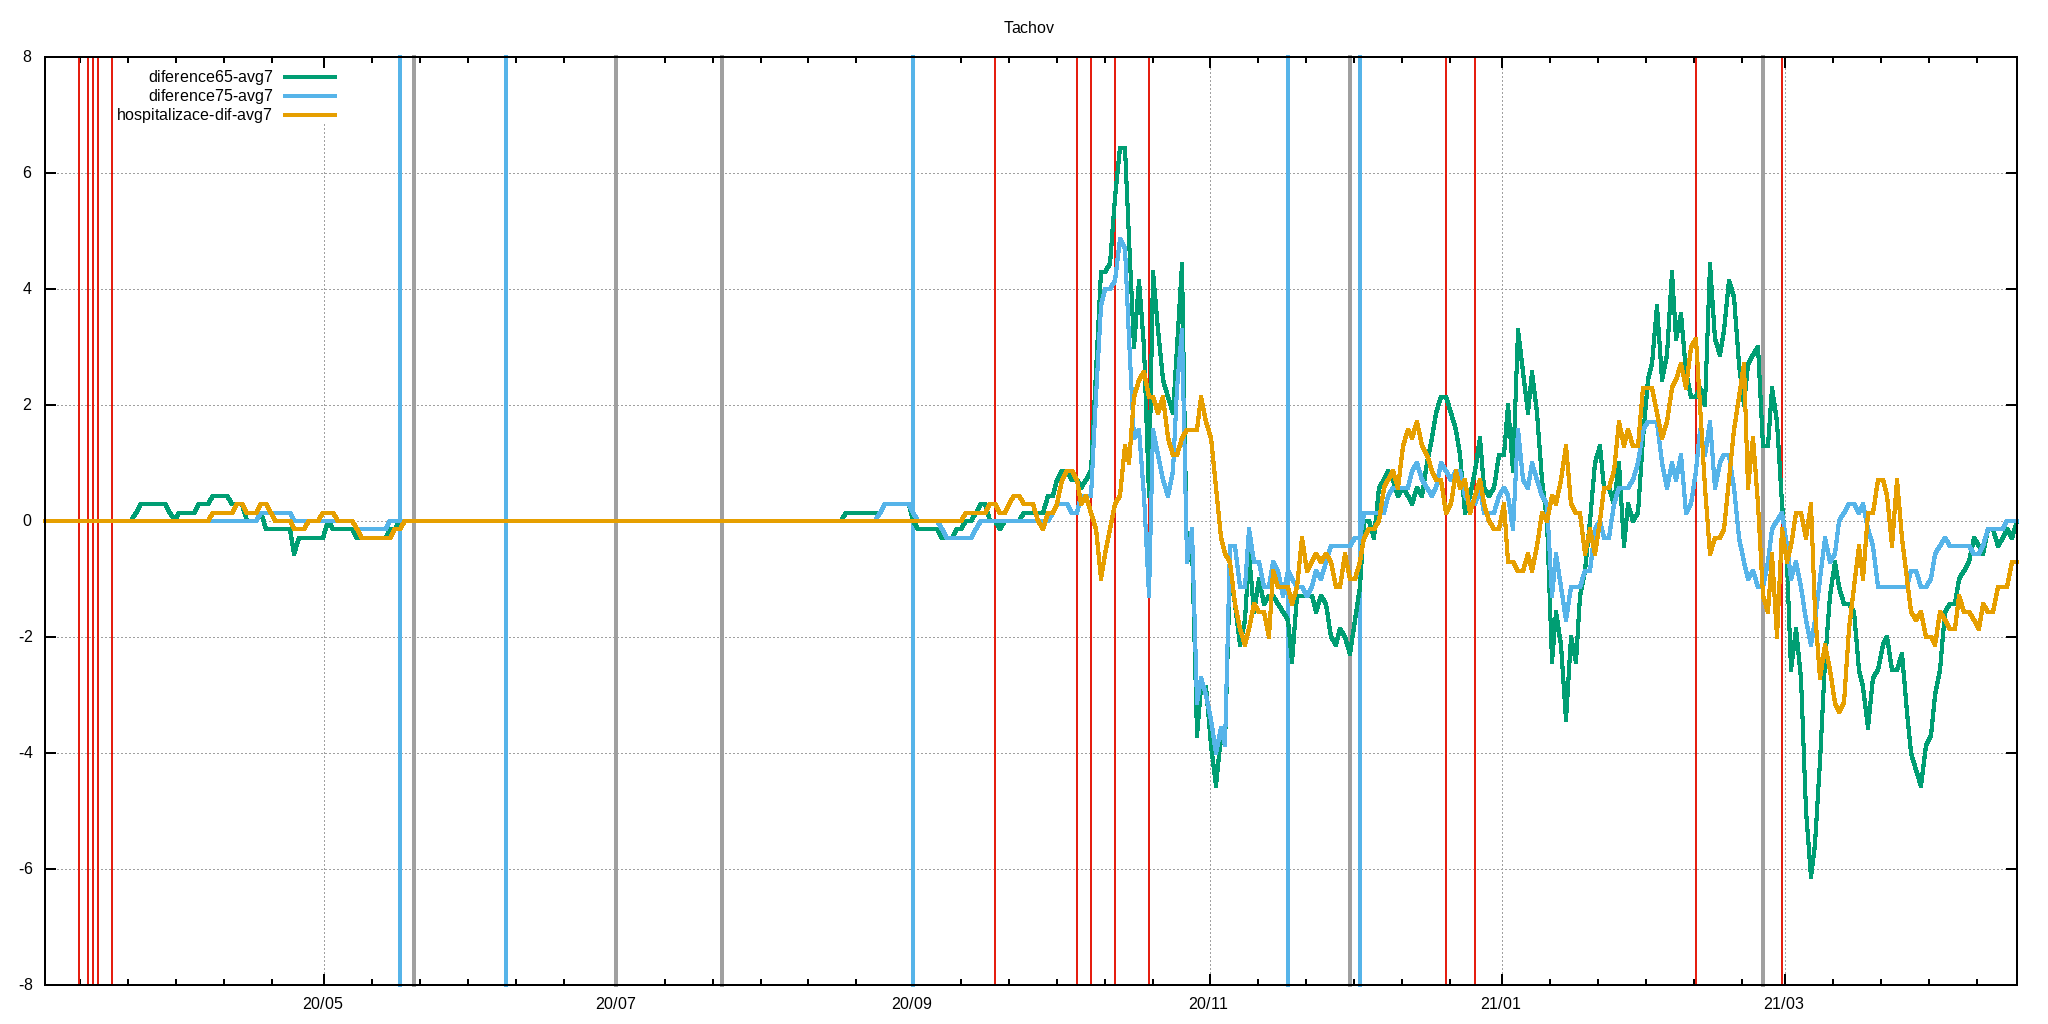 Tachov
diference65-avg7
diference75-avg7
hospitalizace-dif-avg7
8
6
4
2
0
-2
-4
-6
-8
20/05 20/07 20/09 20/11 21/01 21/03